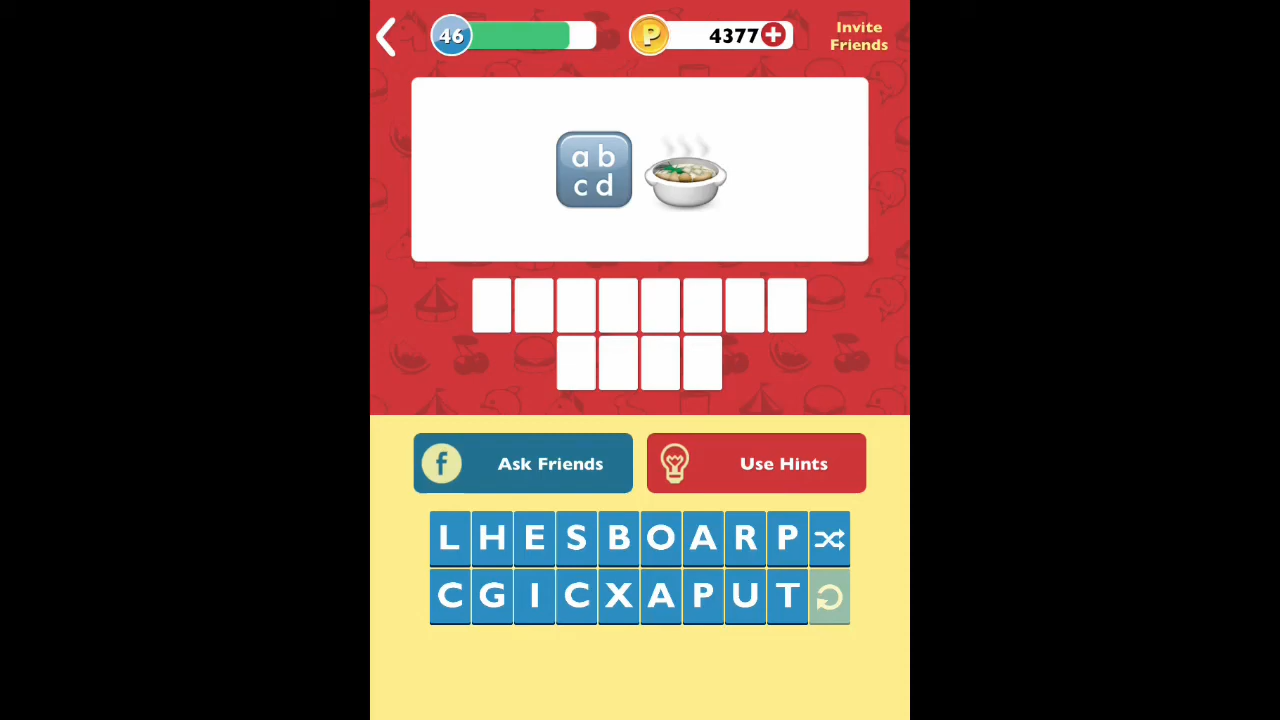 46
4377
Invite
Friends
a b
c d
Ask Friends
Use Hints
L H E S B O A R P
C G I C X A P U T